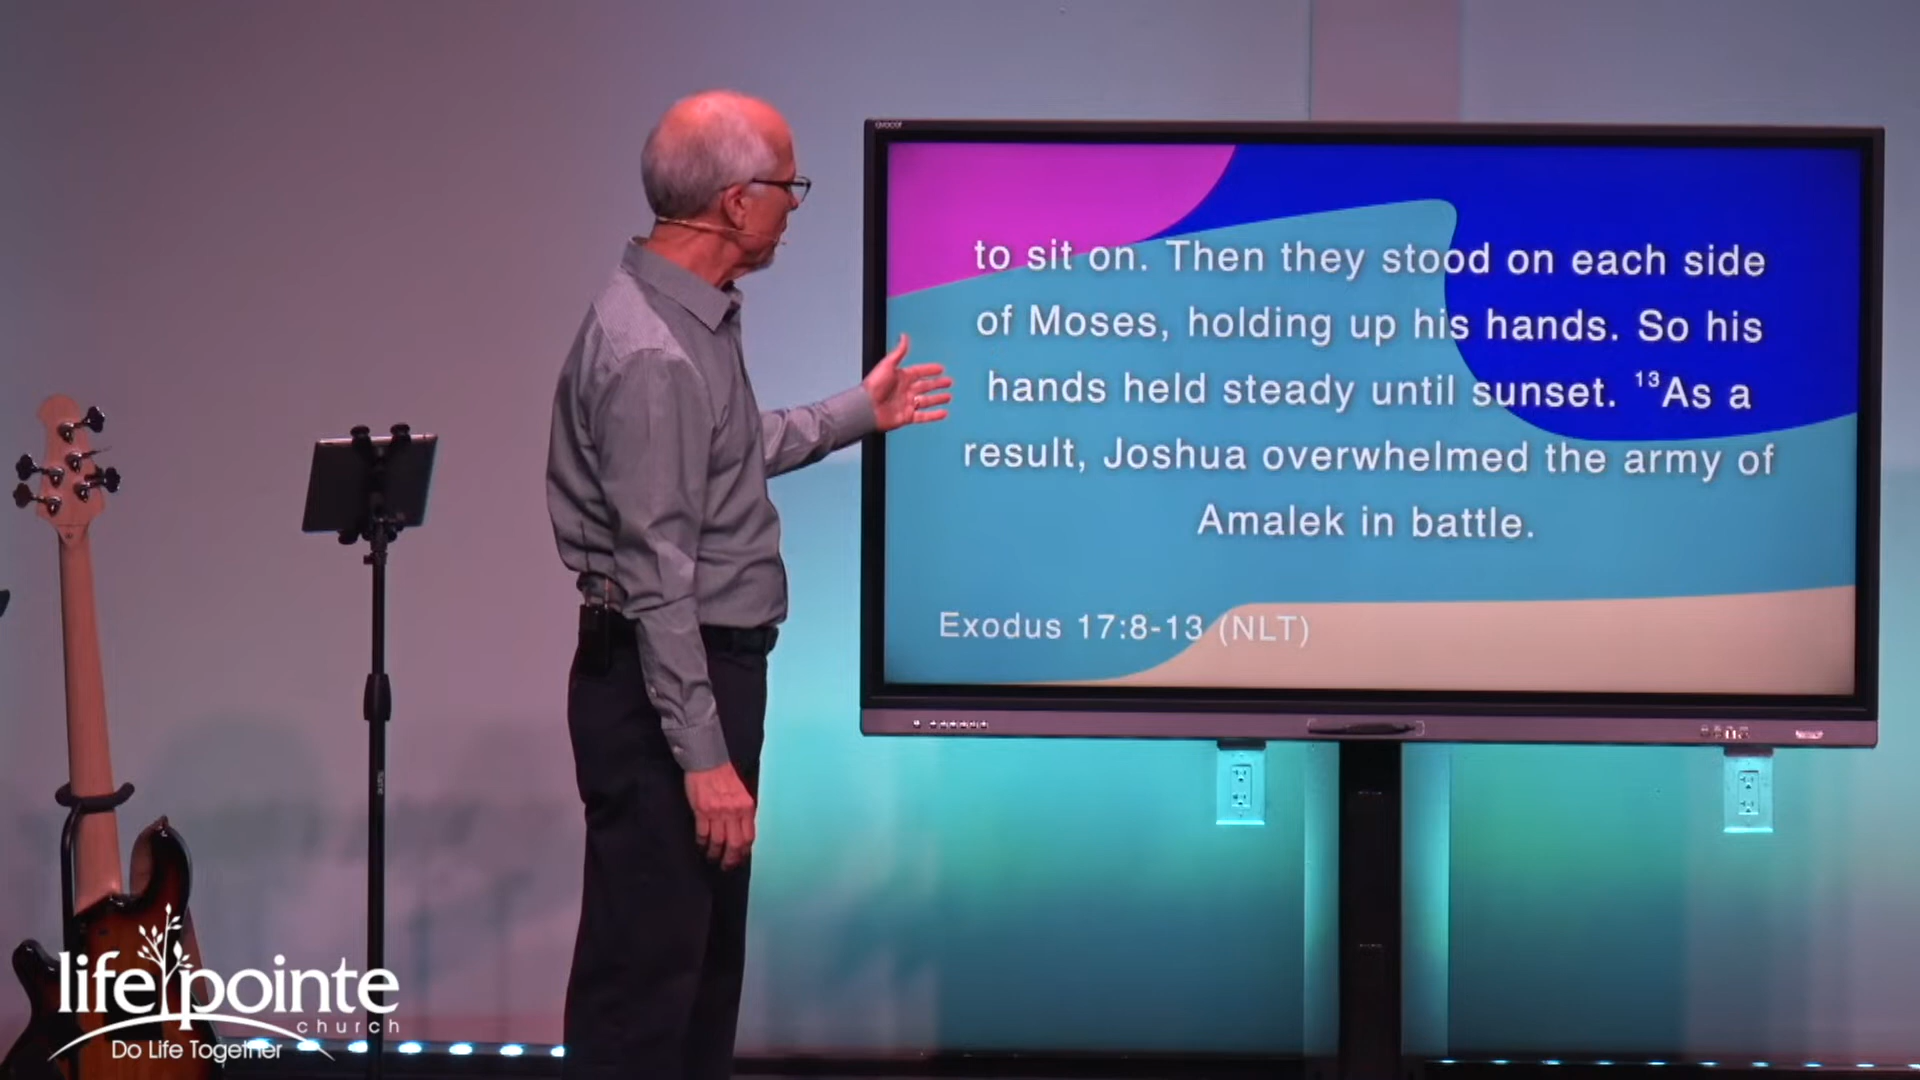 to sit on. Then they stood on each side
of Moses, holding up his hands. So his
hands held steady until sunset. ¹³As a
result, Joshua overwhelmed the army of
Amalek in battle.
Exodus 17:8-13 (NLT)
life pointe
church
Do Life Together